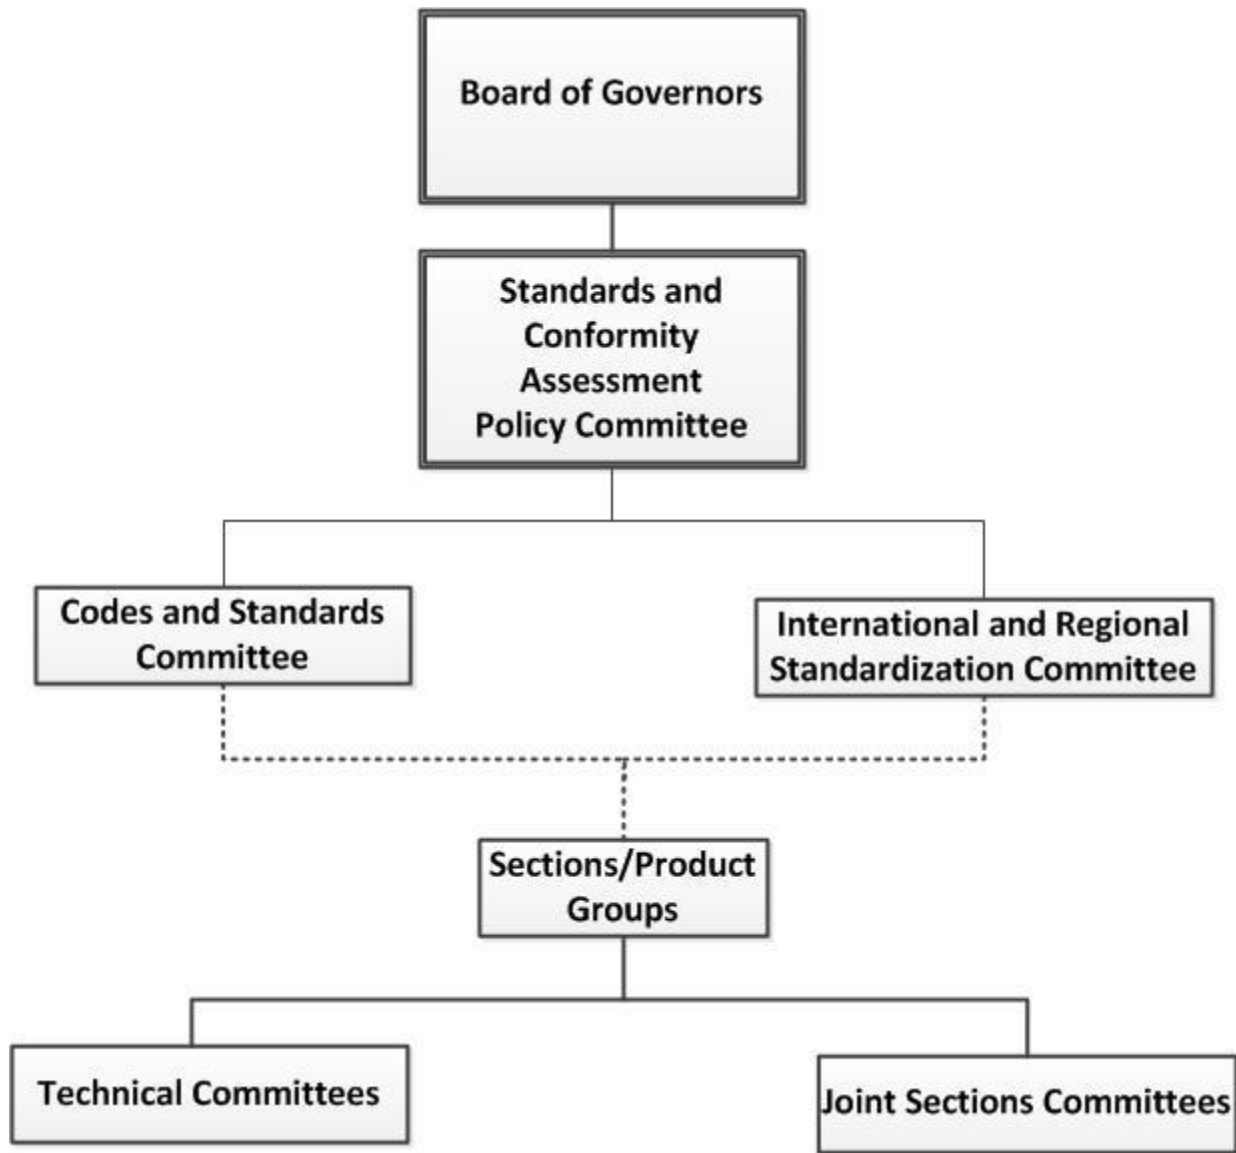 Board of Governors
Standards and
Conformity
Assessment
Policy Committee
Codes and Standards
Committee
International and Regional
Standardization Committee
Sections/Product
Groups
Technical Committees
Joint Sections Committees